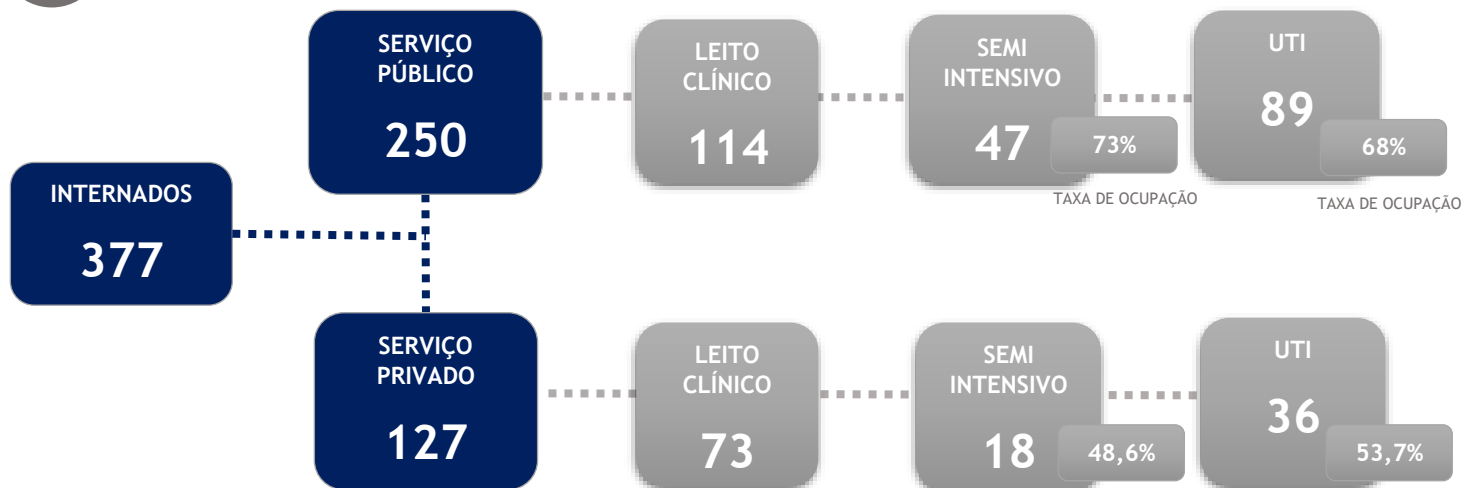 INTERNADOS
377
SERVIÇO
PÚBLICO
250
LEITO
CLÍNICO
114
SEMI
INTENSIVO
47
73%
TAXA DE OCUPAÇÃO
UTI
89
68%
TAXA DE OCUPAÇÃO
SERVIÇO
PRIVADO
127
LEITO
CLÍNICO
73
SEMI
INTENSIVO
18
48,6%
UTI
36
53,7%